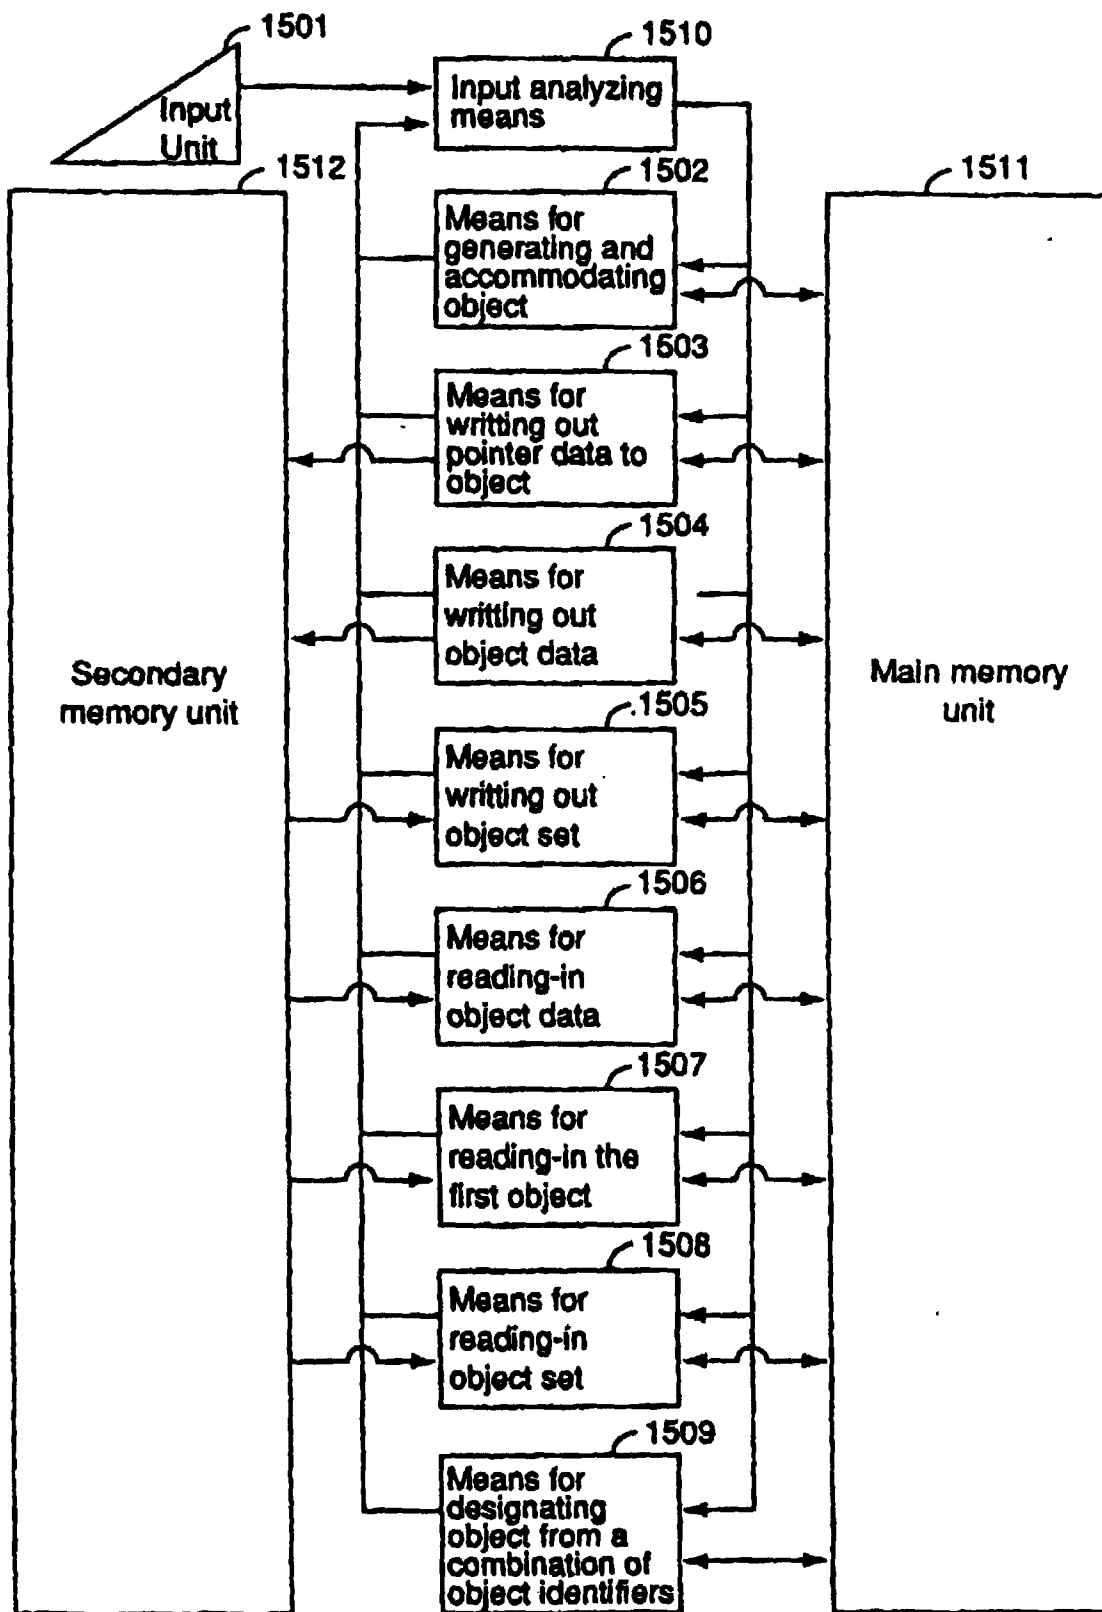 1501
Input
Unit
1510
Input analyzing
means
1512
1502
Means for
generating and
accommodating
object
1511
1503
Means for
writting out
pointer data to
object
1504
Means for
writting out
object data
Secondary
memory unit
Main memory
unit
1505
Means for
writting out
object set
1506
Means for
reading-in
object data
1507
Means for
reading-in the
first object
1508
Means for
reading-in
object set
1509
Means for
designating
object from a
combination of
object identifiers